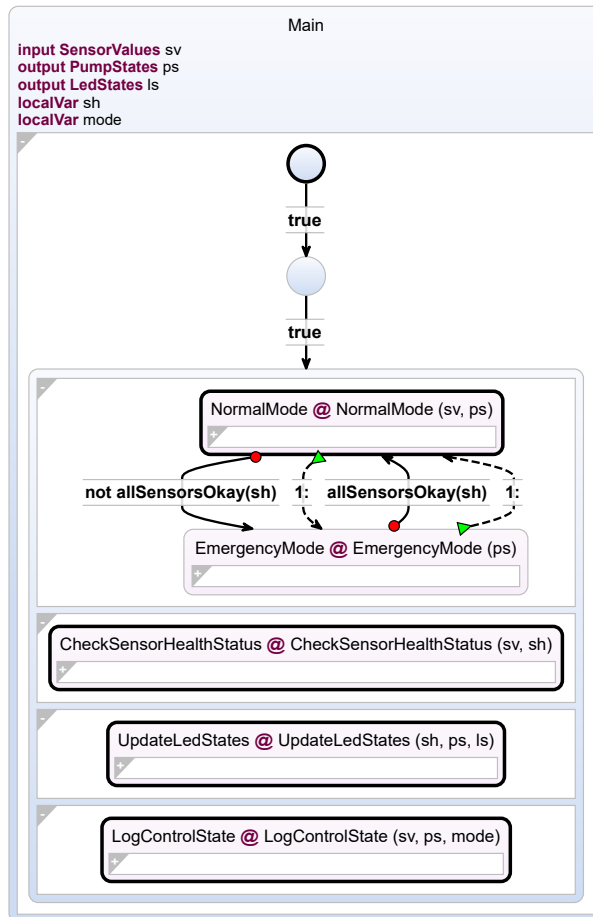 Main
input SensorValues sv
output PumpStates ps
output LedStates ls
localVar sh
localVar mode
-
true
true
-
NormalMode @ NormalMode (sv, ps)
+
not allSensorsOkay(sh) 1: allSensorsOkay(sh) 1:
EmergencyMode @ EmergencyMode (ps)
+
-
CheckSensorHealthStatus @ CheckSensorHealthStatus (sv, sh)
+
-
UpdateLedStates @ UpdateLedStates (sh, ps, ls)
+
-
LogControlState @ LogControlState (sv, ps, mode)
+